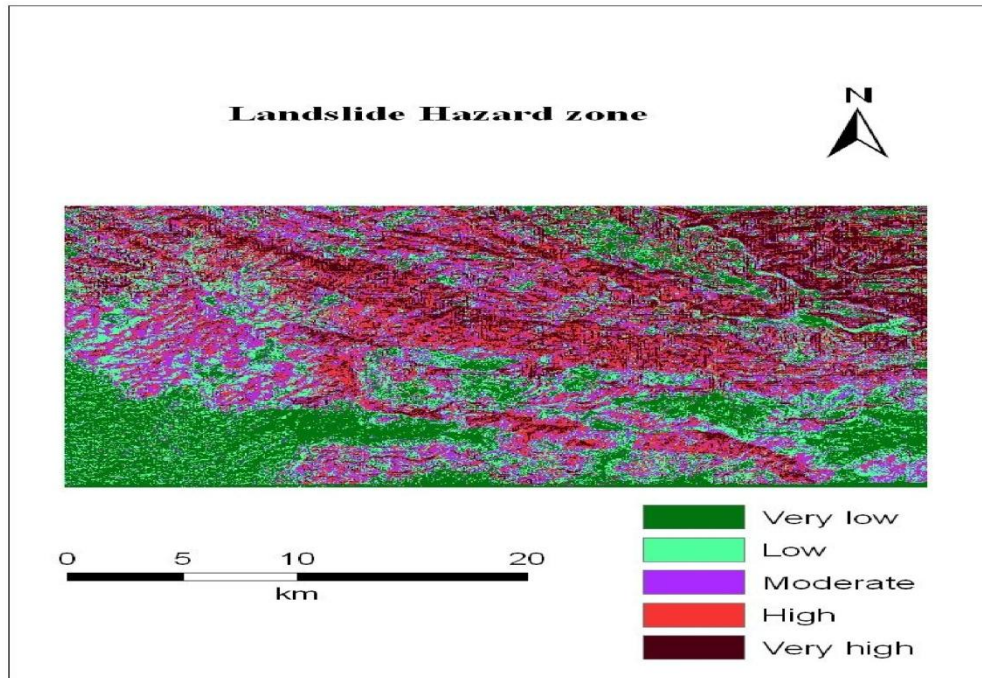 Landslide Hazard zone
N
Very low
Low
Moderate
High
Very high
0 5 10 20
km